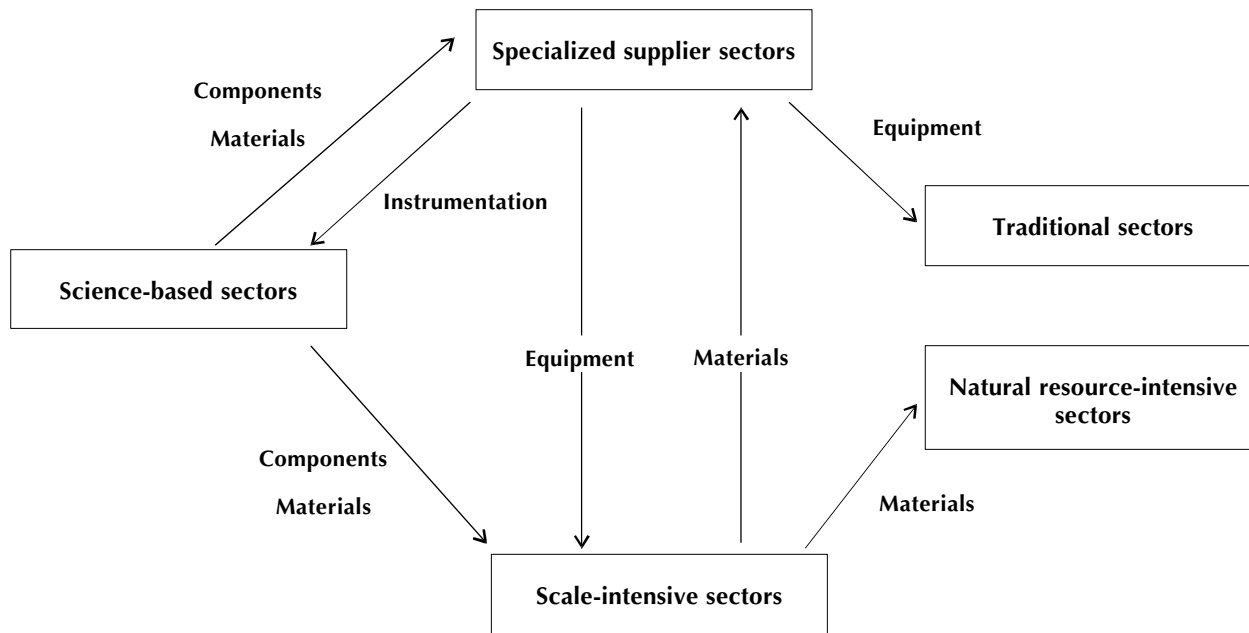 Specialized supplier sectors
Components
Materials
Equipment
Instrumentation
Traditional sectors
Science-based sectors
Equipment
Materials
Natural resource-intensive
sectors
Components
Materials
Materials
Scale-intensive sectors